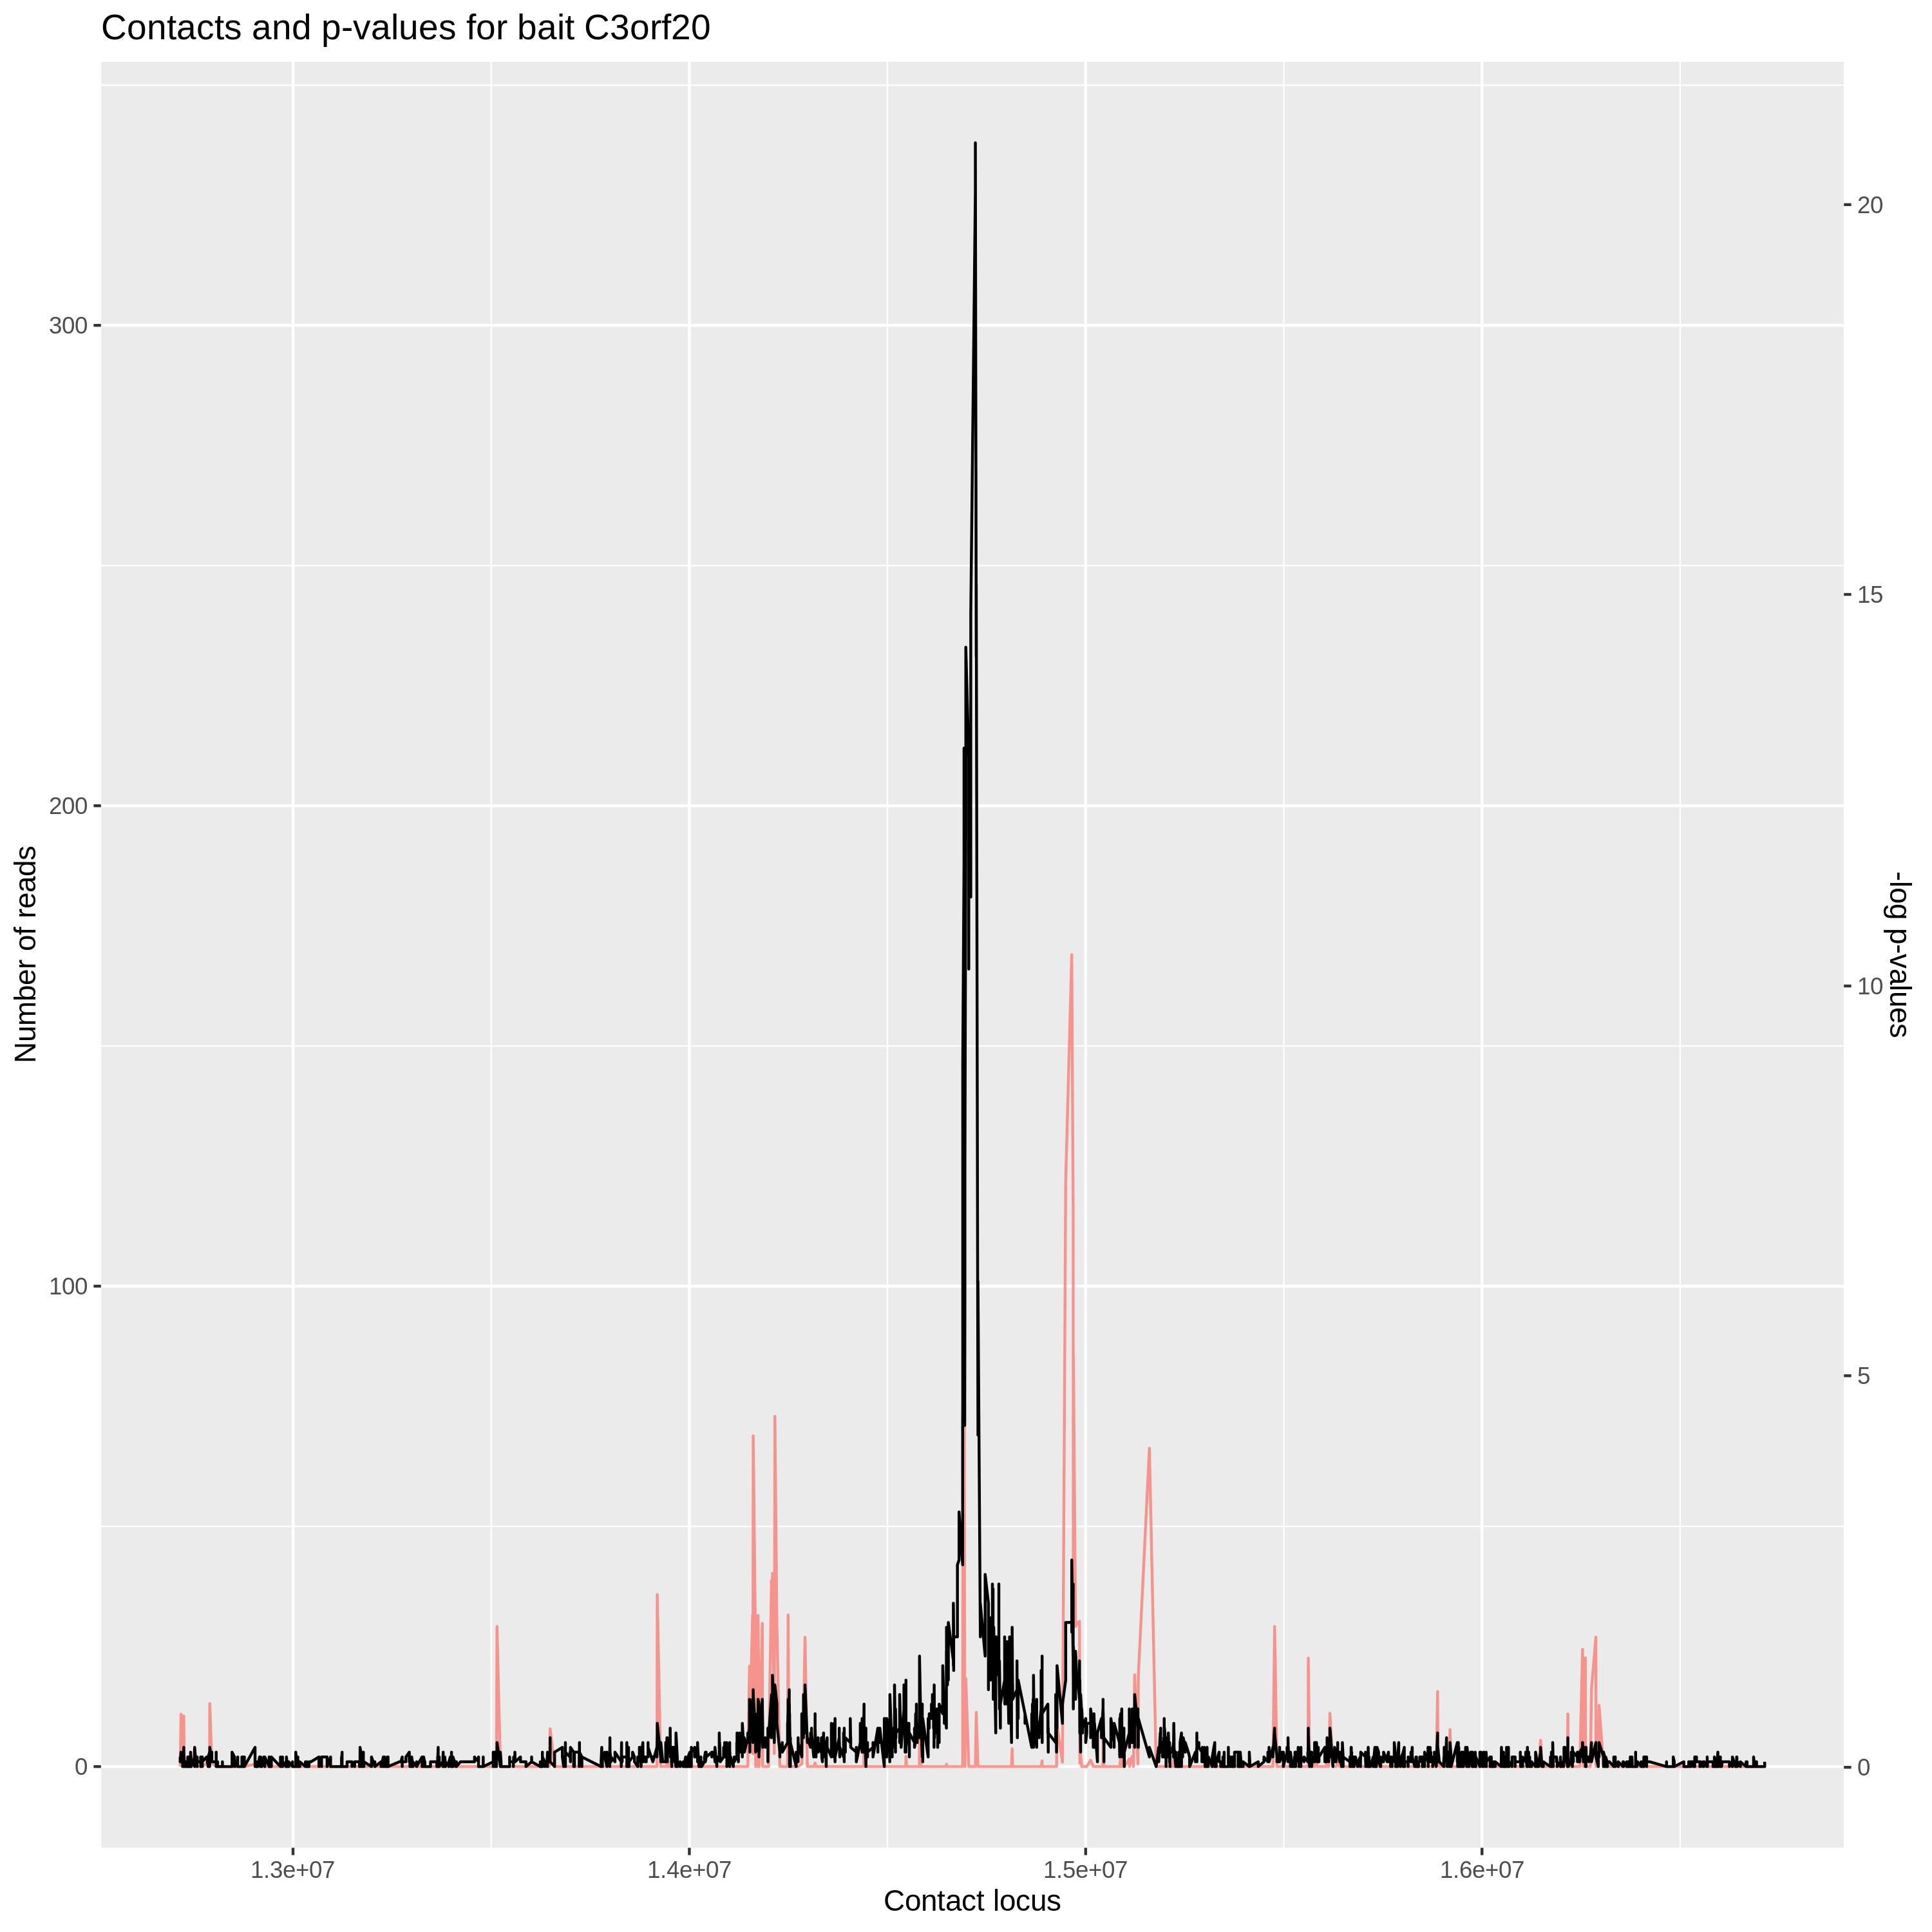 Contacts and p-values for bait C3orf20
Number of reads
300
200
100
0
20
15
10
5
0
-log p-values
1.3e+07
1.4e+07
1.5e+07
1.6e+07
Contact locus